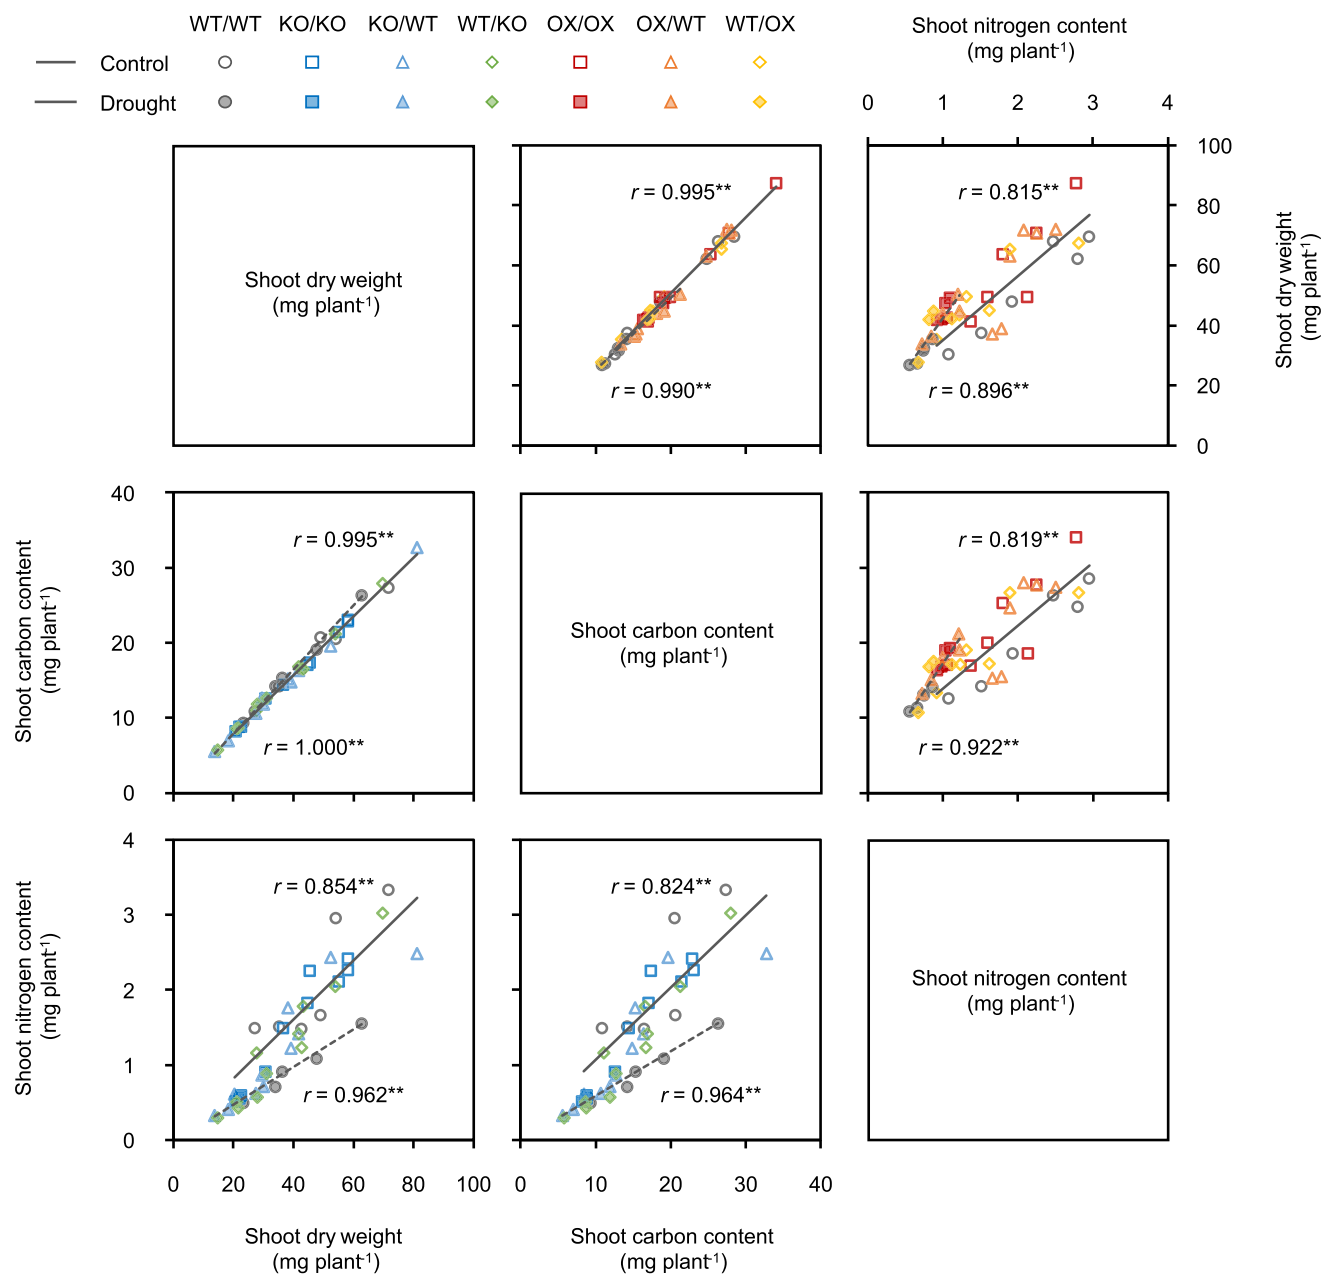 WT/WT KO/KO KO/WT WT/KO OX/OX OX/WT WT/OX
Control
Drought
Shoot nitrogen content
(mg plant-1)
0 1 2 3 4
Shoot dry weight
(mg plant-1)
r = 0.995**
r = 0.990**
r = 0.815**
r = 0.896**
100
80
60
40
20
0
Shoot dry weight
(mg plant-1)
Shoot carbon content
(mg plant-1)
40
30
20
10
0
r = 0.995**
r = 1.000**
Shoot carbon content
(mg plant-1)
r = 0.819**
r = 0.922**
Shoot nitrogen content
(mg plant-1)
4
3
2
1
0
r = 0.854**
r = 0.962**
r = 0.824**
r = 0.964**
Shoot nitrogen content
(mg plant-1)
0 20 40 60 80 100
0 10 20 30 40
Shoot dry weight
(mg plant-1)
Shoot carbon content
(mg plant-1)